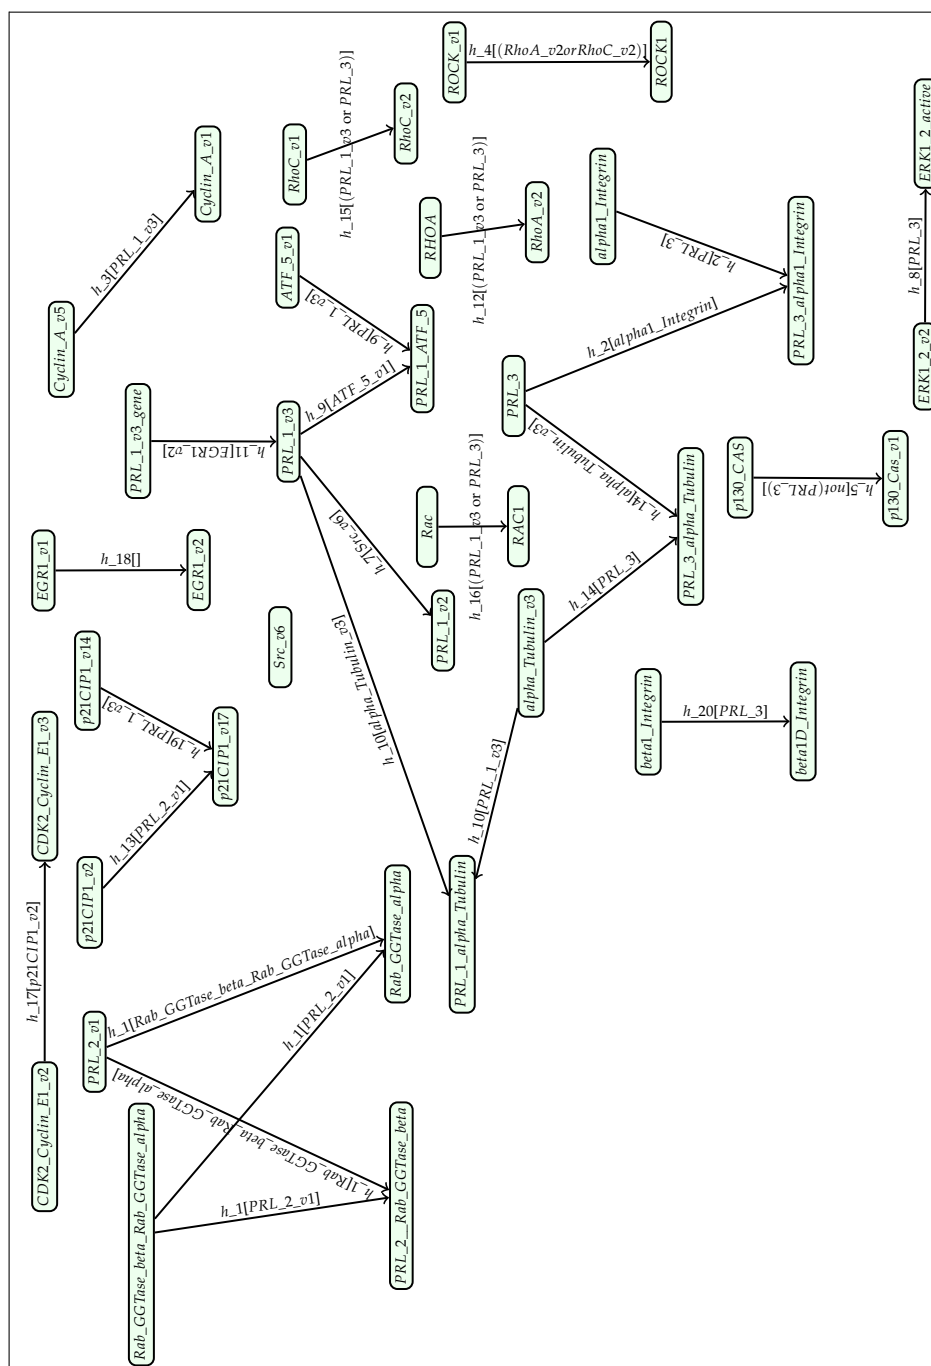 ROCK_v1
h_4[(RhoA_v2orRhoC_v2)]
ROCK1
h_15[(PRL_1_v3 or PRL_3)]
RhoC_v1
RhoC_v2
ERK1_2_active
h_8[PRL_3]
ERK1_2_v2
Cyclin_A_v1
h_3[PRL_1_v3]
Cyclin_A_v5
h_12[(PRL_1_v3 or PRL_3)]
RHOA
RhoA_v2
alpha1_Integrin
h_2[PRL_3]
PRL_3_alpha1_Integrin
h_2[alpha1_Integrin]
ATF_5_v1
h_9[PRL_1_v3]
PRL_1_ATF_5
h_9[ATF_5_v1]
PRL_3
PRL_1_v3_gene
h_11[EGR1_v2]
PRL_1_v3
h_14[alpha_Tubulin_v3]
p130_CAS
h_5[not(PRL_3)]
p130_Cas_v1
h_7[Src_v6]
Rac
h_16[(PRL_1_v3 or PRL_3)]
RAC1
PRL_3_alpha_Tubulin
h_14[PRL_3]
EGR1_v1
h_18[]
EGR1_v2
PRL_1_v2
alpha_Tubulin_v3
Src_v6
h_10[alpha_Tubulin_v3]
h_10[PRL_1_v3]
PRL_1_alpha_Tubulin
p21CIP1_v14
h_19[PRL_1_v3]
p21CIP1_v17
h_13[PRL_2_v1]
p21CIP1_v2
beta1_Integrin
h_20[PRL_3]
beta1D_Integrin
CDK2_Cyclin_E1_v3
h_17[p21CIP1_v2]
CDK2_Cyclin_E1_v2
Rab_GGTase_alpha
h_1[Rab_GGTase_beta_Rab_GGTase_alpha]
h_1[PRL_2_v1]
PRL_2_v1
h_1[Rab_GGTase_beta_Rab_GGTase_alpha]
Rab_GGTase_beta_Rab_GGTase_alpha
h_1[PRL_2_v1]
PRL_2__Rab_GGTase_beta